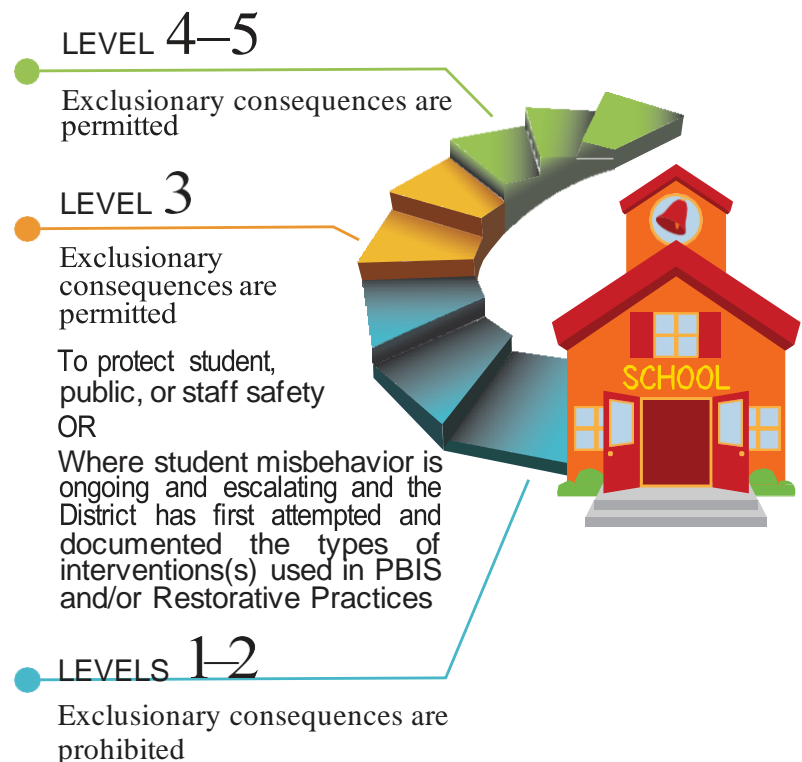 LEVEL 4–5
Exclusionary consequences are
permitted
LEVEL 3
Exclusionary
consequences are
permitted
To protect student,
public, or staff safety
OR
Where student misbehavior is
ongoing and escalating and the
District has first attempted and
documented the types of
interventions(s) used in PBIS
and/or Restorative Practices
LEVELS 1–2
Exclusionary consequences are
prohibited
SCHOOL